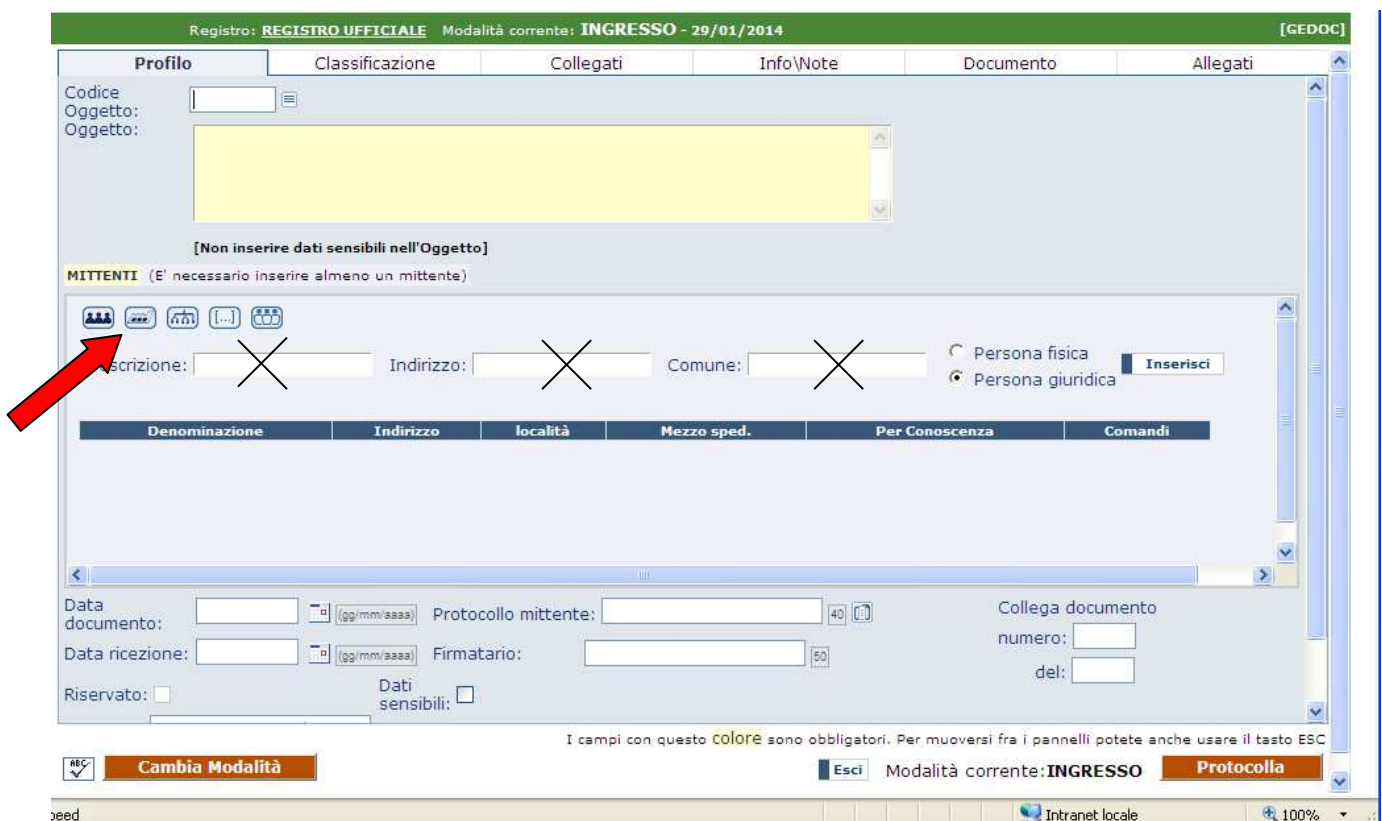 Registro: REGISTRO UFFICIALE Modalità corrente: INGRESSO - 29/01/2014 [GEDOC]
Profilo Classificazione Collegati Info\Note Documento Allegati
Codice
Oggetto:
Oggetto:
[Non inserire dati sensibili nell'Oggetto]
MITTENTI (E' necessario inserire almeno un mittente)
[...]
scrizione: Indirizzo: Comune: Persona fisica
Persona giuridica Inserisci
Denominazione Indirizzo località Mezzo sped. Per Conoscenza Comandi
Data
documento: (gg/mm/aaaa) Protocollo mittente: 40 Collega documento
numero:
Data ricezione: (gg/mm/aaaa) Firmatario: 50
del:
Riservato: Dati
sensibili:
I campi con questo colore sono obbligatori. Per muoversi fra i pannelli potete anche usare il tasto ESC
ABC Cambia Modalità Esci Modalità corrente:INGRESSO Protocolla
peed Intranet locale 100%